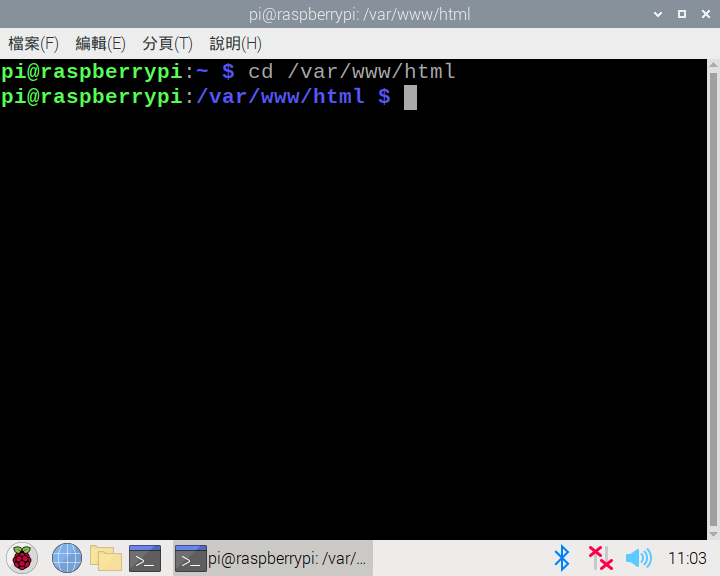 pi@raspberrypi: /var/www/html
檔案(F) 編輯(E) 分頁(T) 說明(H)
pi@raspberrypi:~ $ cd /var/www/html
pi@raspberrypi:/var/www/html $
pi@raspberrypi: /var/... 11:03